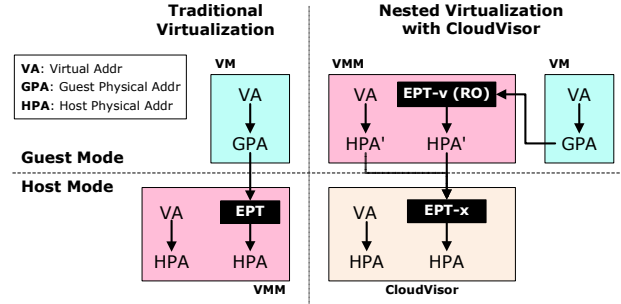 Traditional
Virtualization
Nested Virtualization
with CloudVisor
VA: Virtual Addr
GPA: Guest Physical Addr
HPA: Host Physical Addr
VM
VA
GPA
VMM
VA
HPA'
EPT-v (RO)
HPA'
VM
VA
GPA
Guest Mode
Host Mode
VA
HPA
EPT
HPA
VMM
VA
HPA
EPT-x
HPA
CloudVisor